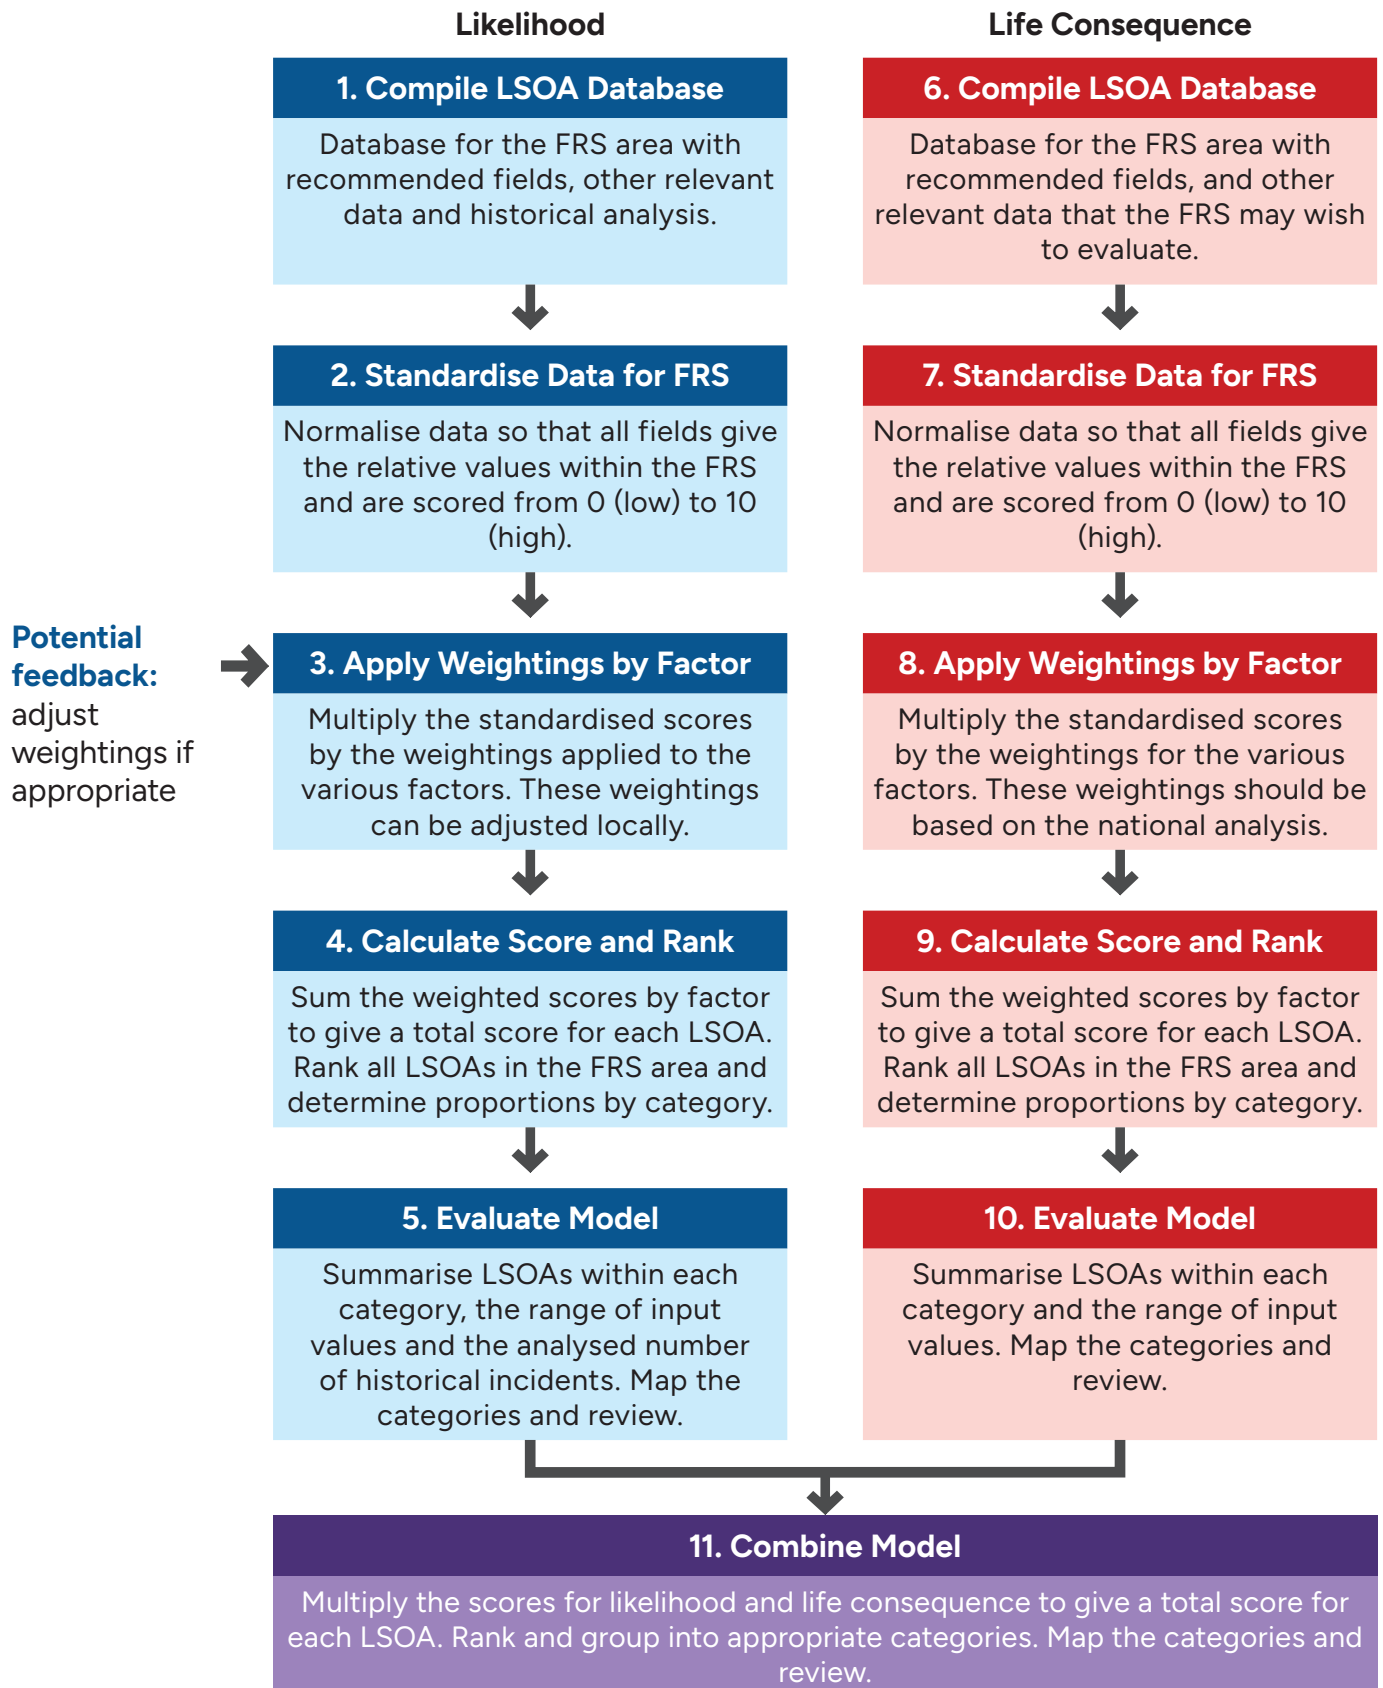 Likelihood
1. Compile LSOA Database
Database for the FRS area with
recommended fields, other relevant
data and historical analysis.
2. Standardise Data for FRS
Normalise data so that all fields give
the relative values within the FRS
and are scored from 0 (low) to 10
(high).
Potential
feedback:
adjust
weightings if
appropriate
3. Apply Weightings by Factor
Multiply the standardised scores
by the weightings applied to the
various factors. These weightings
can be adjusted locally.
4. Calculate Score and Rank
Sum the weighted scores by factor
to give a total score for each LSOA.
Rank all LSOAs in the FRS area and
determine proportions by category.
5. Evaluate Model
Summarise LSOAs within each
category, the range of input
values and the analysed number
of historical incidents. Map the
categories and review.
Life Consequence
6. Compile LSOA Database
Database for the FRS area with
recommended fields, and other
relevant data that the FRS may wish
to evaluate.
7. Standardise Data for FRS
Normalise data so that all fields give
the relative values within the FRS
and are scored from 0 (low) to 10
(high).
8. Apply Weightings by Factor
Multiply the standardised scores
by the weightings for the various
factors. These weightings should be
based on the national analysis.
9. Calculate Score and Rank
Sum the weighted scores by factor
to give a total score for each LSOA.
Rank all LSOAs in the FRS area and
determine proportions by category.
10. Evaluate Model
Summarise LSOAs within each
category and the range of input
values. Map the categories and
review.
11. Combine Model
Multiply the scores for likelihood and life consequence to give a total score for
each LSOA. Rank and group into appropriate categories. Map the categories and
review.